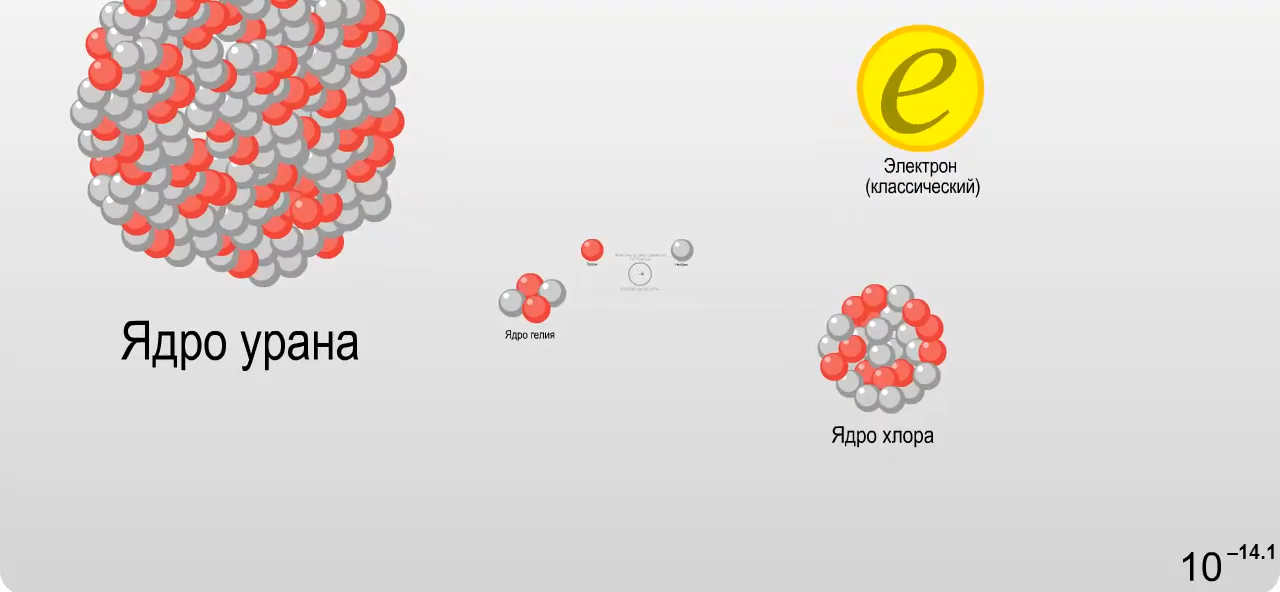 e
Электрон
(классический)
Ядро гелия
Ядро урана
Ядро хлора
10 –14.1